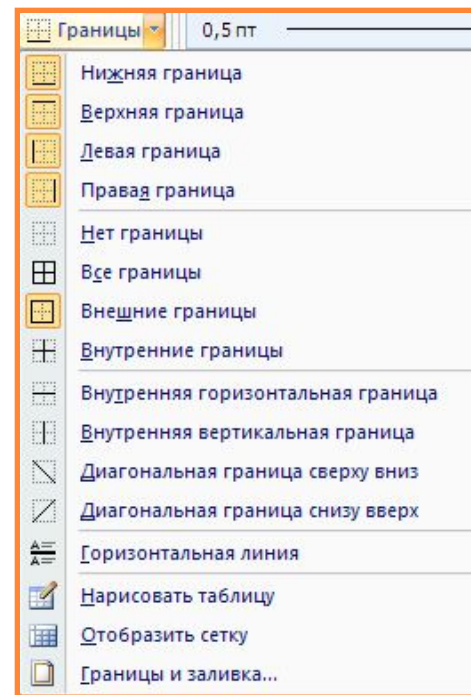 Границы 0,5 пт
Нижняя граница
Верхняя граница
Левая граница
Правая граница
Нет границы
Все границы
Внешние границы
Внутренние границы
Внутренняя горизонтальная граница
Внутренняя вертикальная граница
Диагональная граница сверху вниз
Диагональная граница снизу вверх
Горизонтальная линия
Нарисовать таблицу
Отобразить сетку
Границы и заливка...